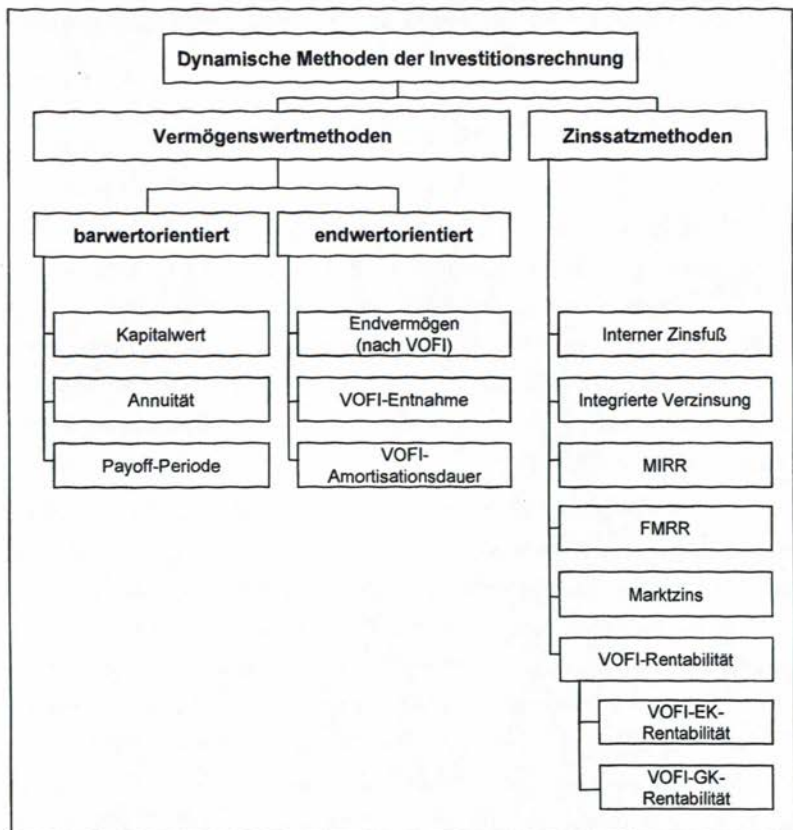 Dynamische Methoden der Investitionsrechnung
Vermögenswertmethoden
Zinssatzmethoden
barwertorientiert
endwertorientiert
Kapitalwert
Annuität
Payoff-Periode
Endvermögen
(nach VOFI)
VOFI-Entnahme
VOFI-
Amortisationsdauer
Interner Zinsfuß
Integrierte Verzinsung
MIRR
FMRR
Marktzins
VOFI-Rentabilität
VOFI-EK-
Rentabilität
VOFI-GK-
Rentabilität